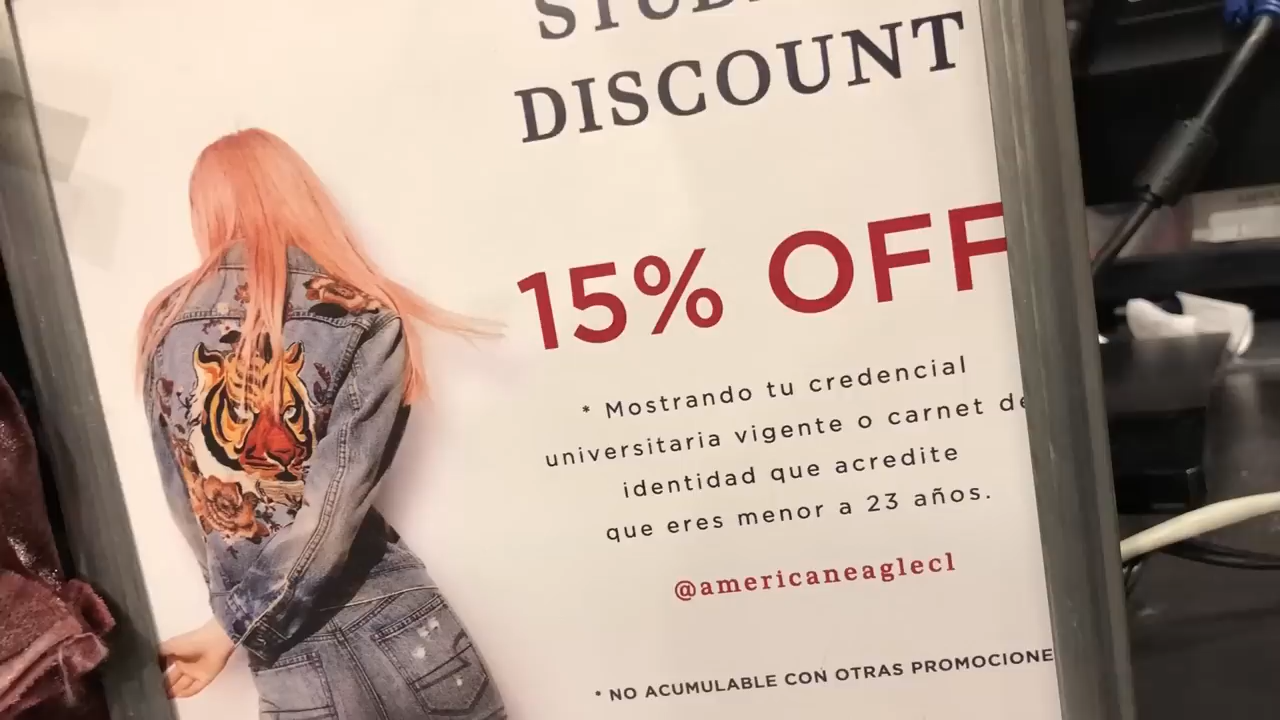 DISCOUNT
15% OFF
* Mostrando tu credencial
universitaria vigente o carnet de
identidad que acredite
que eres menor a 23 años.
@americaneaglecl
* NO ACUMULABLE CON OTRAS PROMOCIONE